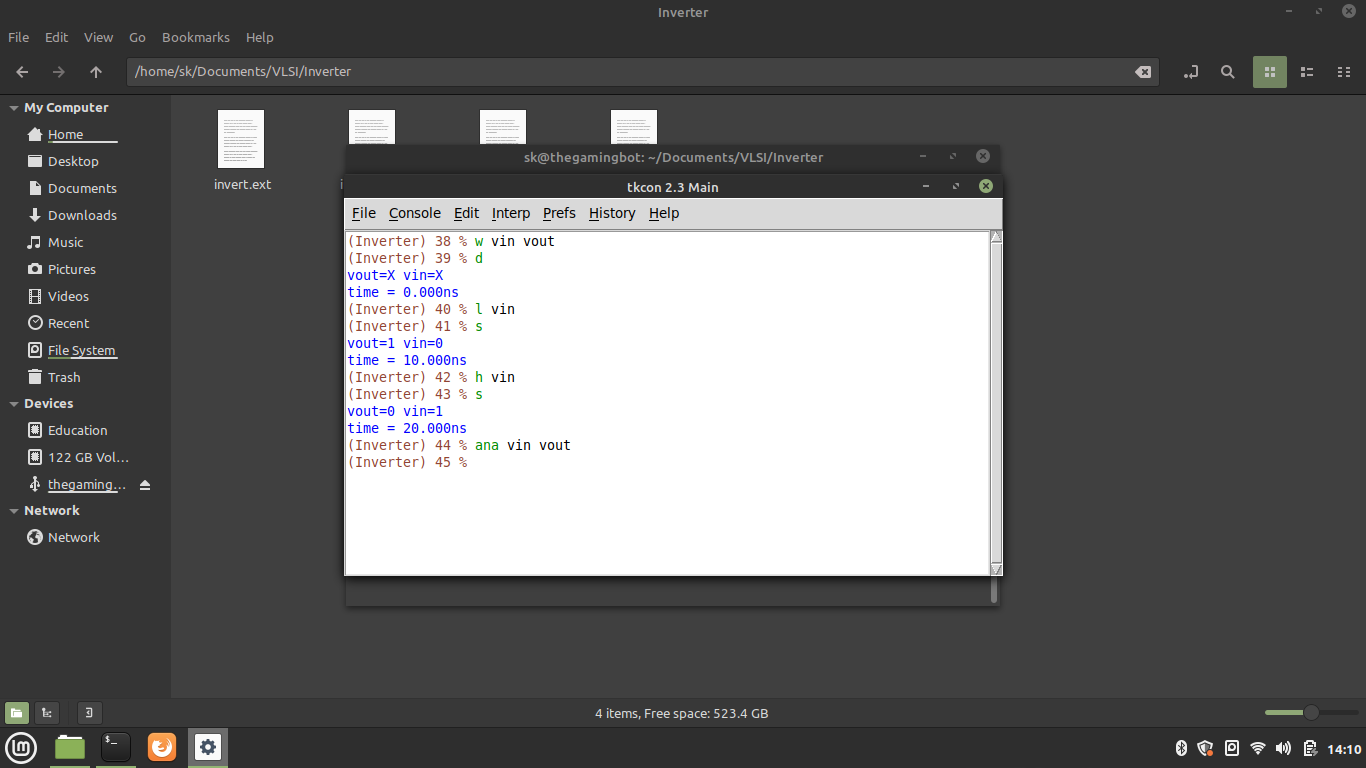 Inverter
File Edit View Go Bookmarks Help
/home/sk/Documents/VLSI/Inverter
My Computer
Home
Desktop
Documents
Downloads
Music
Pictures
Videos
Recent
File System
Trash
Devices
Education
122 GB Vol...
thegaming...
Network
Network
invert.ext
sk@thegamingbot: ~/Documents/VLSI/Inverter
tkcon 2.3 Main
File Console Edit Interp Prefs History Help
(Inverter) 38 % w vin vout
(Inverter) 39 % d
vout=X vin=X
time = 0.000ns
(Inverter) 40 % l vin
(Inverter) 41 % s
vout=1 vin=0
time = 10.000ns
(Inverter) 42 % h vin
(Inverter) 43 % s
vout=0 vin=1
time = 20.000ns
(Inverter) 44 % ana vin vout
(Inverter) 45 %
4 items, Free space: 523.4 GB
14:10